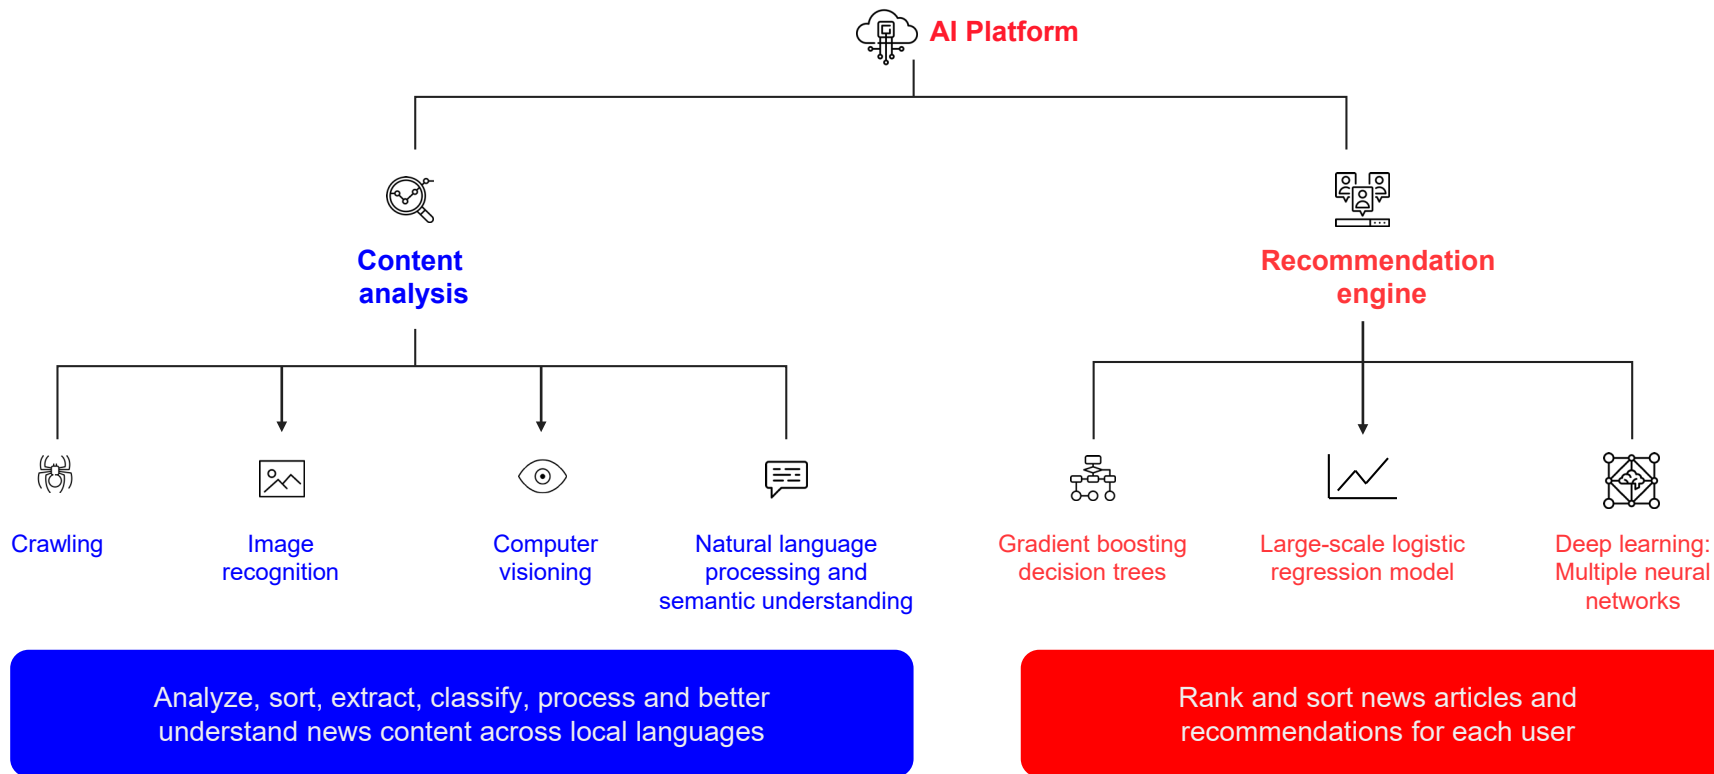 AI Platform
Content
analysis
Recommendation
engine
Crawling
Image
recognition
Computer
visioning
Natural language
processing and
semantic understanding
Gradient boosting
decision trees
Large-scale logistic
regression model
Deep learning:
Multiple neural
networks
Analyze, sort, extract, classify, process and better
understand news content across local languages
Rank and sort news articles and
recommendations for each user